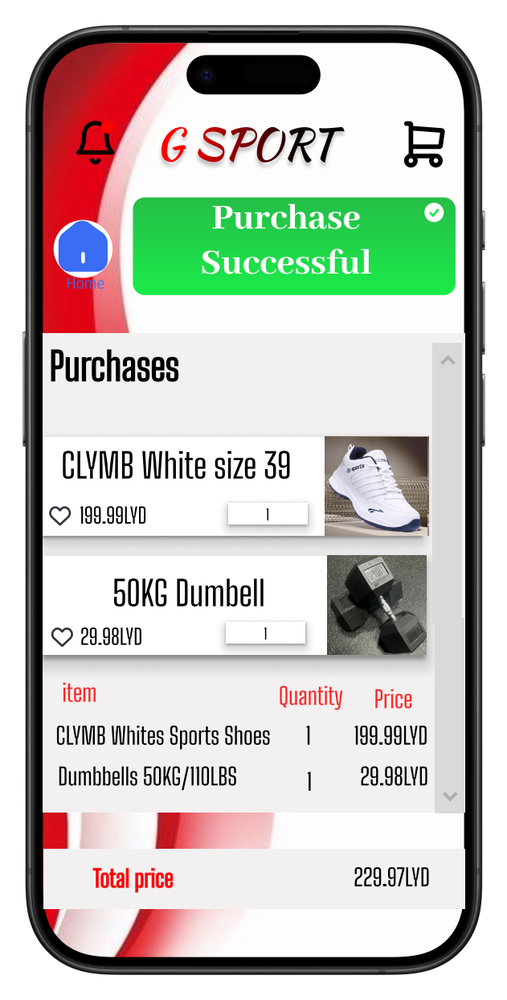 G SPORT
Purchase
Successful
Home
Purchases
CLYMB White size 39
199.99LYD
1
50KG Dumbell
29.98LYD
1
item Quantity Price
CLYMB Whites Sports Shoes 1 199.99LYD
Dumbbells 50KG/110LBS 1 29.98LYD
Total price 229.97LYD